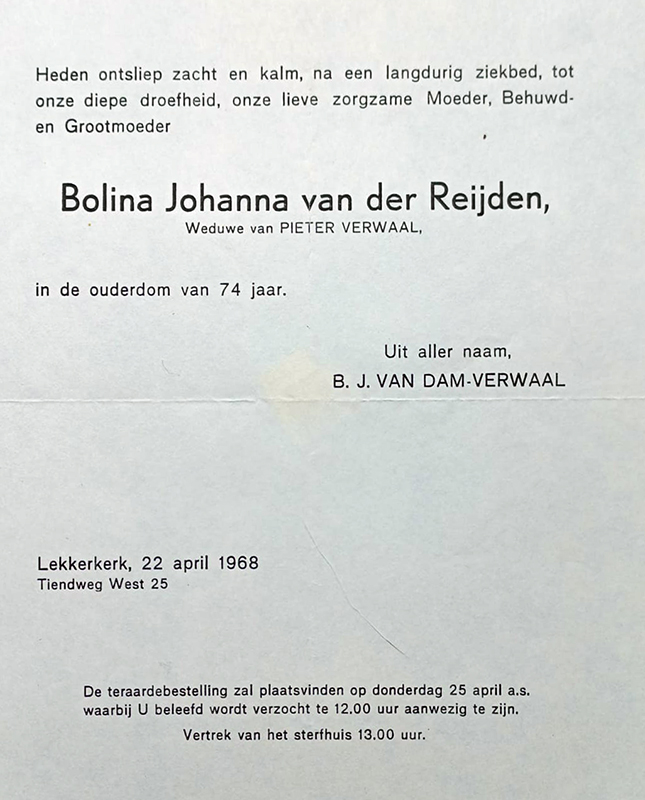 Heden ontsliep zacht en kalm, na een langdurig ziekbed, tot
onze diepe droefheid, onze lieve zorgzame Moeder, Behuwd-
en Grootmoeder
Bolina Johanna van der Reijden,
Weduwe van PIETER VERWAAL,
in de ouderdom van 74 jaar.
Uit aller naam,
B. J. VAN DAM-VERWAAL
Lekkerkerk, 22 april 1968
Tiendweg West 25
De teraardebestelling zal plaatsvinden op donderdag 25 april a.s.
waarbij U beleefd wordt verzocht te 12.00 uur aanwezig te zijn.
Vertrek van het sterfhuis 13.00 uur.